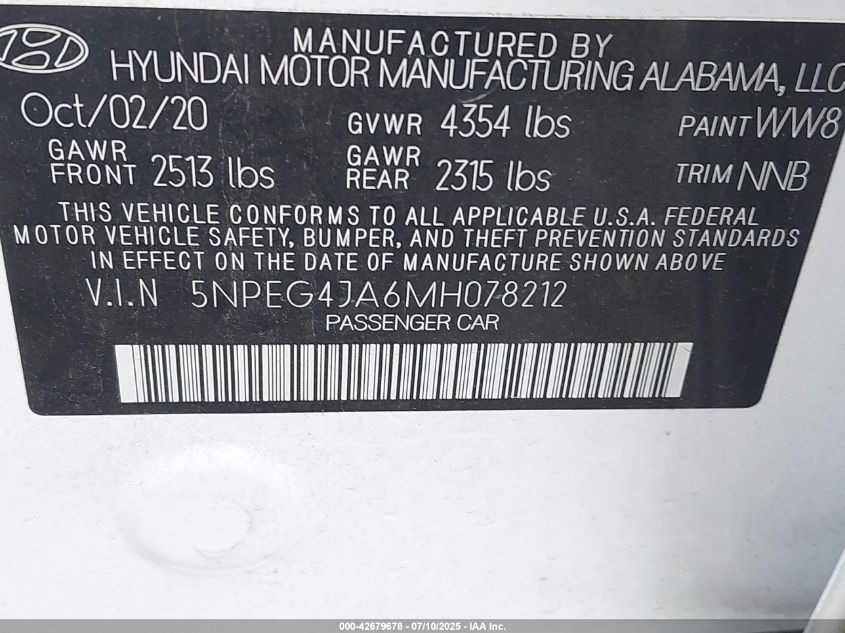 MANUFACTURED BY
HYUNDAI MOTOR MANUFACTURING ALABAMA, LLC
Oct/02/20 GVWR 4354 lbs PAINT WW8
GAWR FRONT 2513 lbs GAWR REAR 2315 lbs TRIM NNB
THIS VEHICLE CONFORMS TO ALL APPLICABLE U.S.A. FEDERAL
MOTOR VEHICLE SAFETY, BUMPER, AND THEFT PREVENTION STANDARDS
IN EFFECT ON THE DATE OF MANUFACTURE SHOWN ABOVE
V.I.N 5NPEG4JA6MH078212
PASSENGER CAR
000-42679678 - 07/10/2025 - IAA Inc.